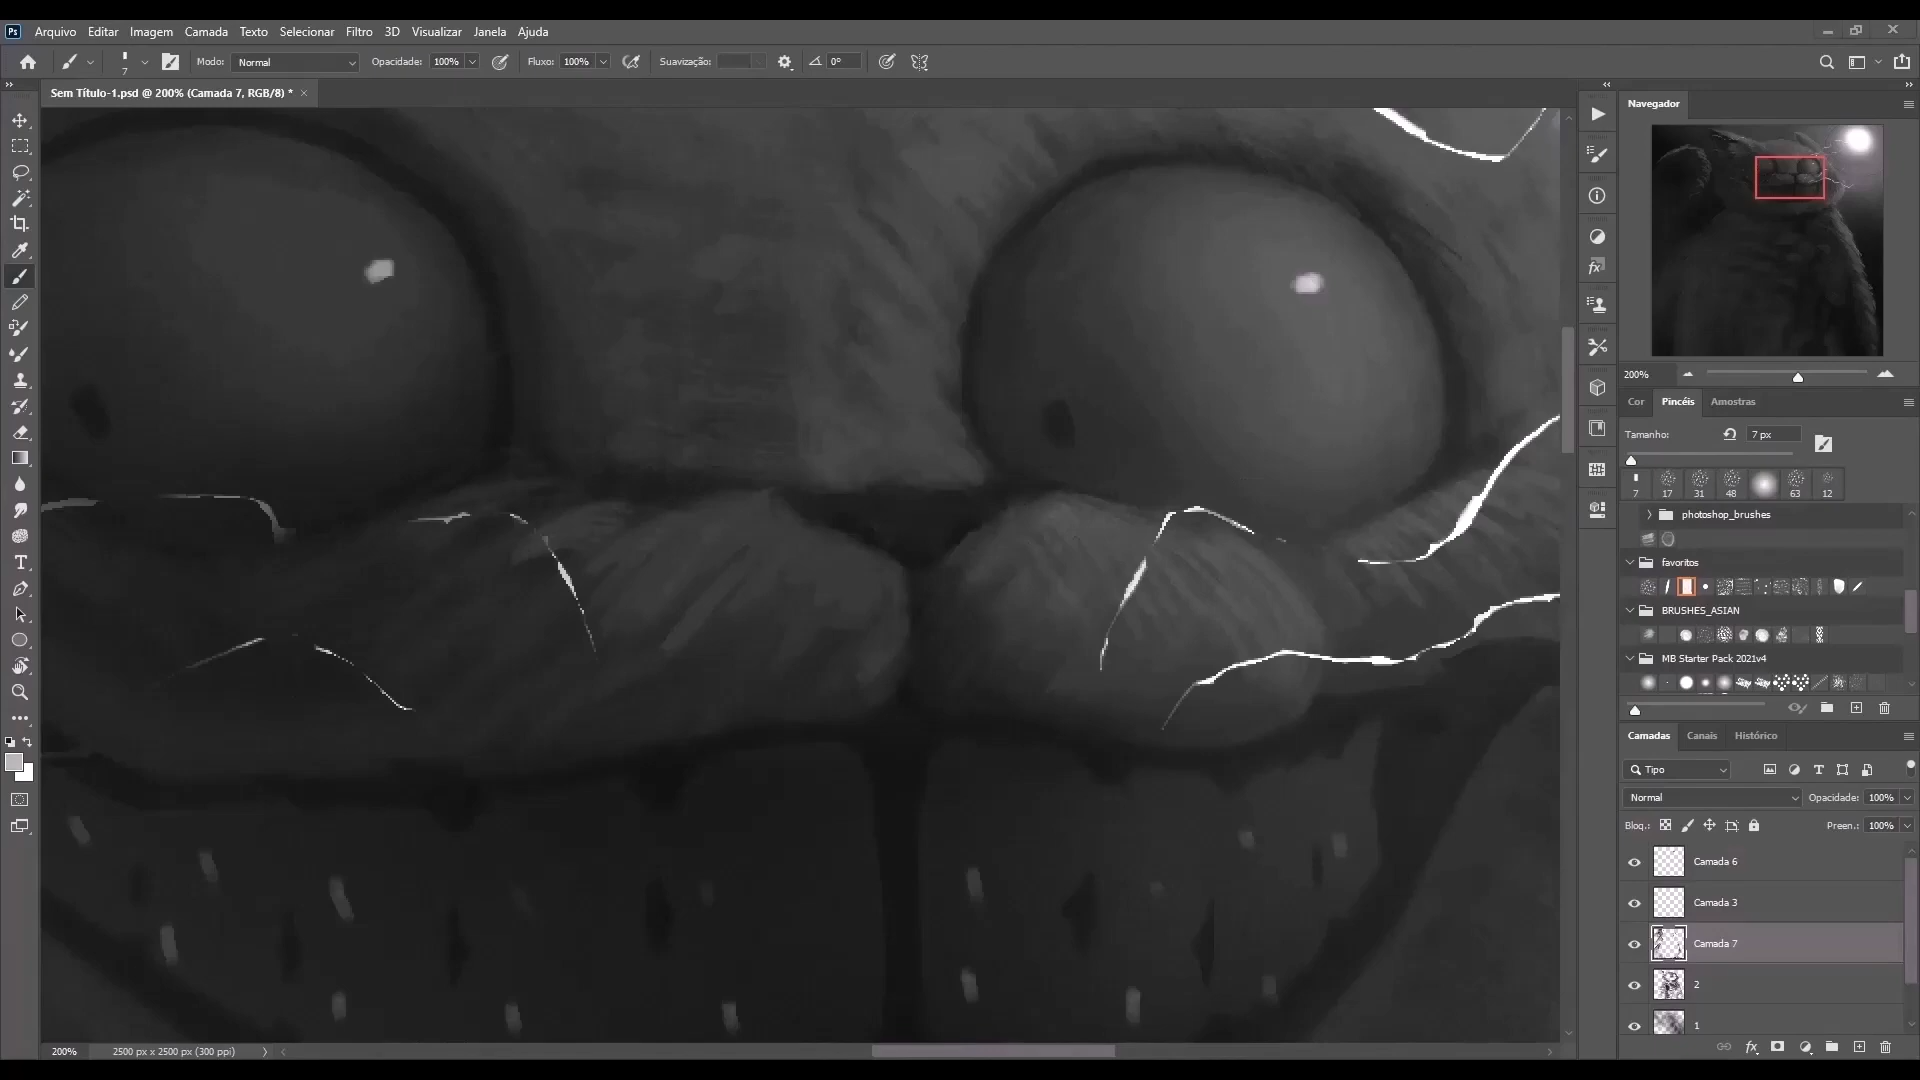 Ps Arquivo Editar Imagem Camada Texto Selecionar Filtro 3D Visualizar Janela Ajuda
7 Modo: Normal Opacidade: 100% Fluxo: 100% Suavização: 0°
Sem Título-1.psd @ 200% (Camada 7, RGB/8) * ×
Navegador
200%
Cor Pincéis Amostras
Tamanho: 7 px
7 17 31 48 63 12
photoshop_brushes
favoritos
BRUSHES_ASIAN
MB Starter Pack 2021v4
Camadas Canais Histórico
Tipo
Normal Opacidade: 100%
Bloq.: Preen.: 100%
Camada 6
Camada 3
Camada 7
2
1
200% 2500 px x 2500 px (300 ppi)